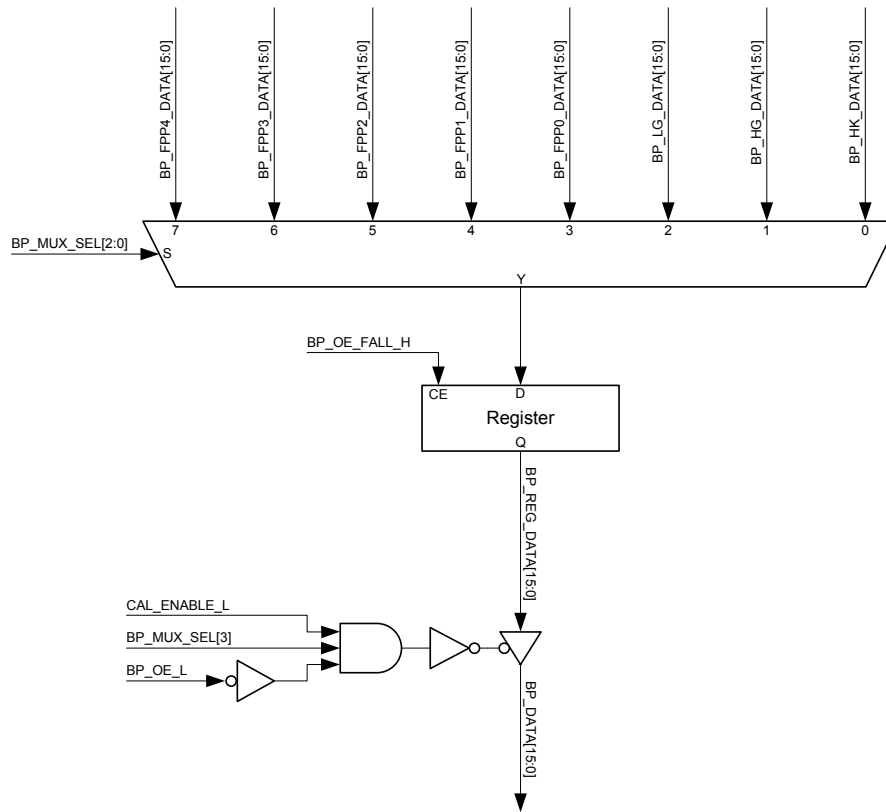 BP_FPP4_DATA[15:0]
BP_FPP3_DATA[15:0]
BP_FPP2_DATA[15:0]
BP_FPP1_DATA[15:0]
BP_FPP0_DATA[15:0]
BP_LG_DATA[15:0]
BP_HG_DATA[15:0]
BP_HK_DATA[15:0]
7
6
5
4
3
2
1
0
BP_MUX_SEL[2:0]
S
Y
BP_OE_FALL_H
CE
D
Register
Q
BP_REG_DATA[15:0]
CAL_ENABLE_L
BP_MUX_SEL[3]
BP_OE_L
BP_DATA[15:0]